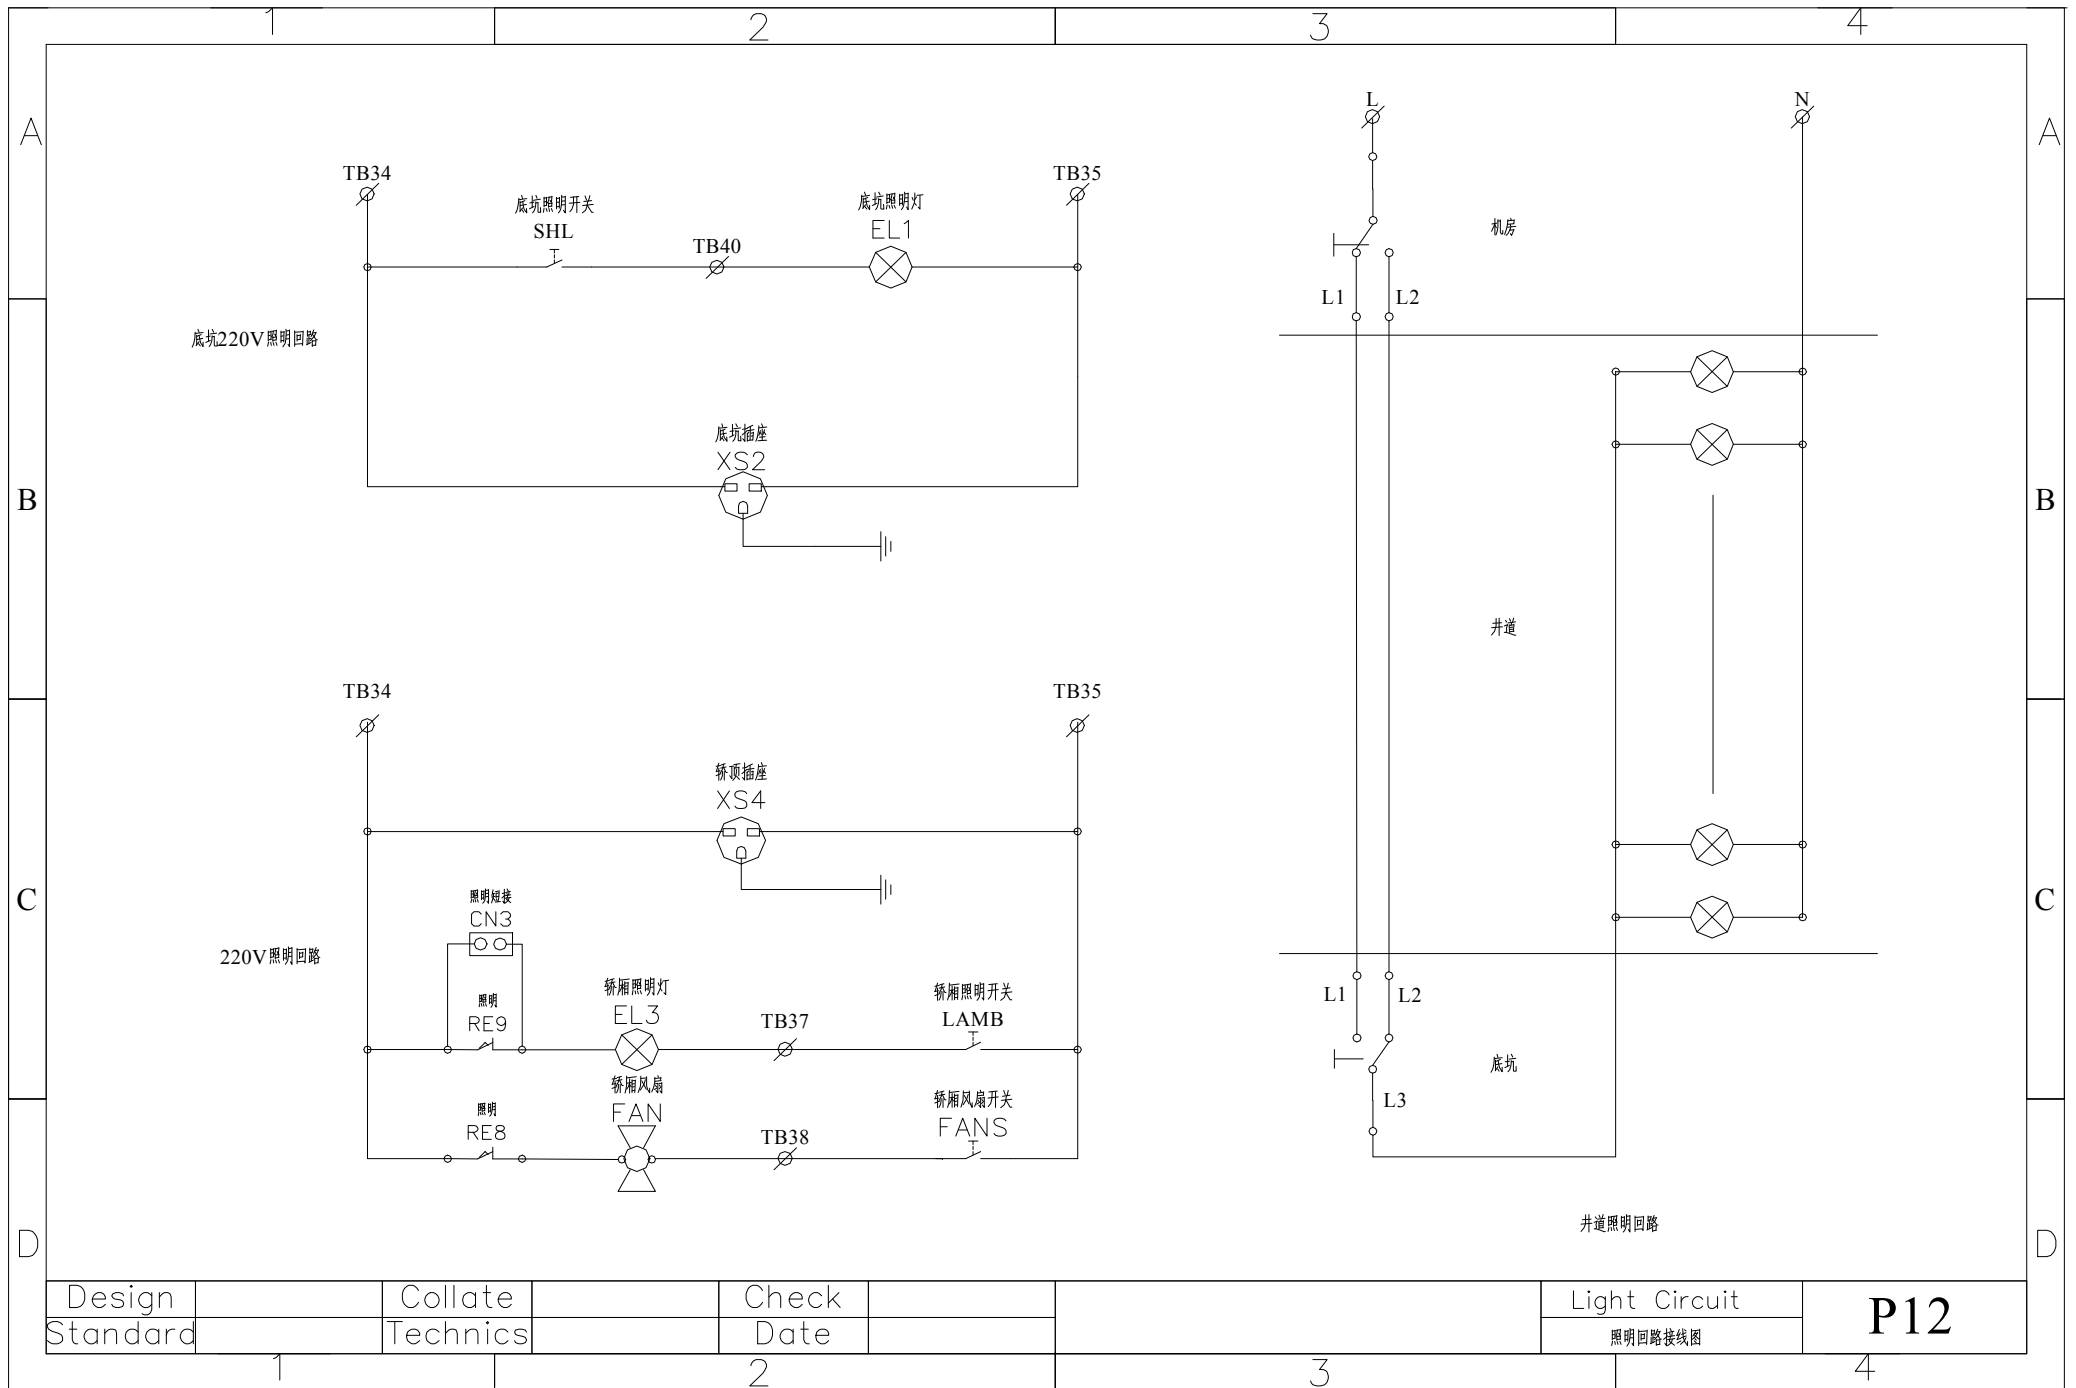 1
2
3
4
A
A
L
N
TB34
TB35
底坑照明开关
SHL
TB40
底坑照明灯
EL1
机房
L1
L2
底坑220V照明回路
底坑插座
XS2
B
B
井道
TB34
TB35
轿顶插座
XS4
照明短接
CN3
C
C
220V照明回路
照明
RE9
轿厢照明灯
EL3
TB37
轿厢照明开关
LAMB
L1
L2
底坑
轿厢风扇
FAN
照明
RE8
TB38
轿厢风扇开关
FANS
L3
井道照明回路
D
D
Design
Collate
Check
Light Circuit
P12
Standard
Technics
Date
照明回路接线图
1
2
3
4